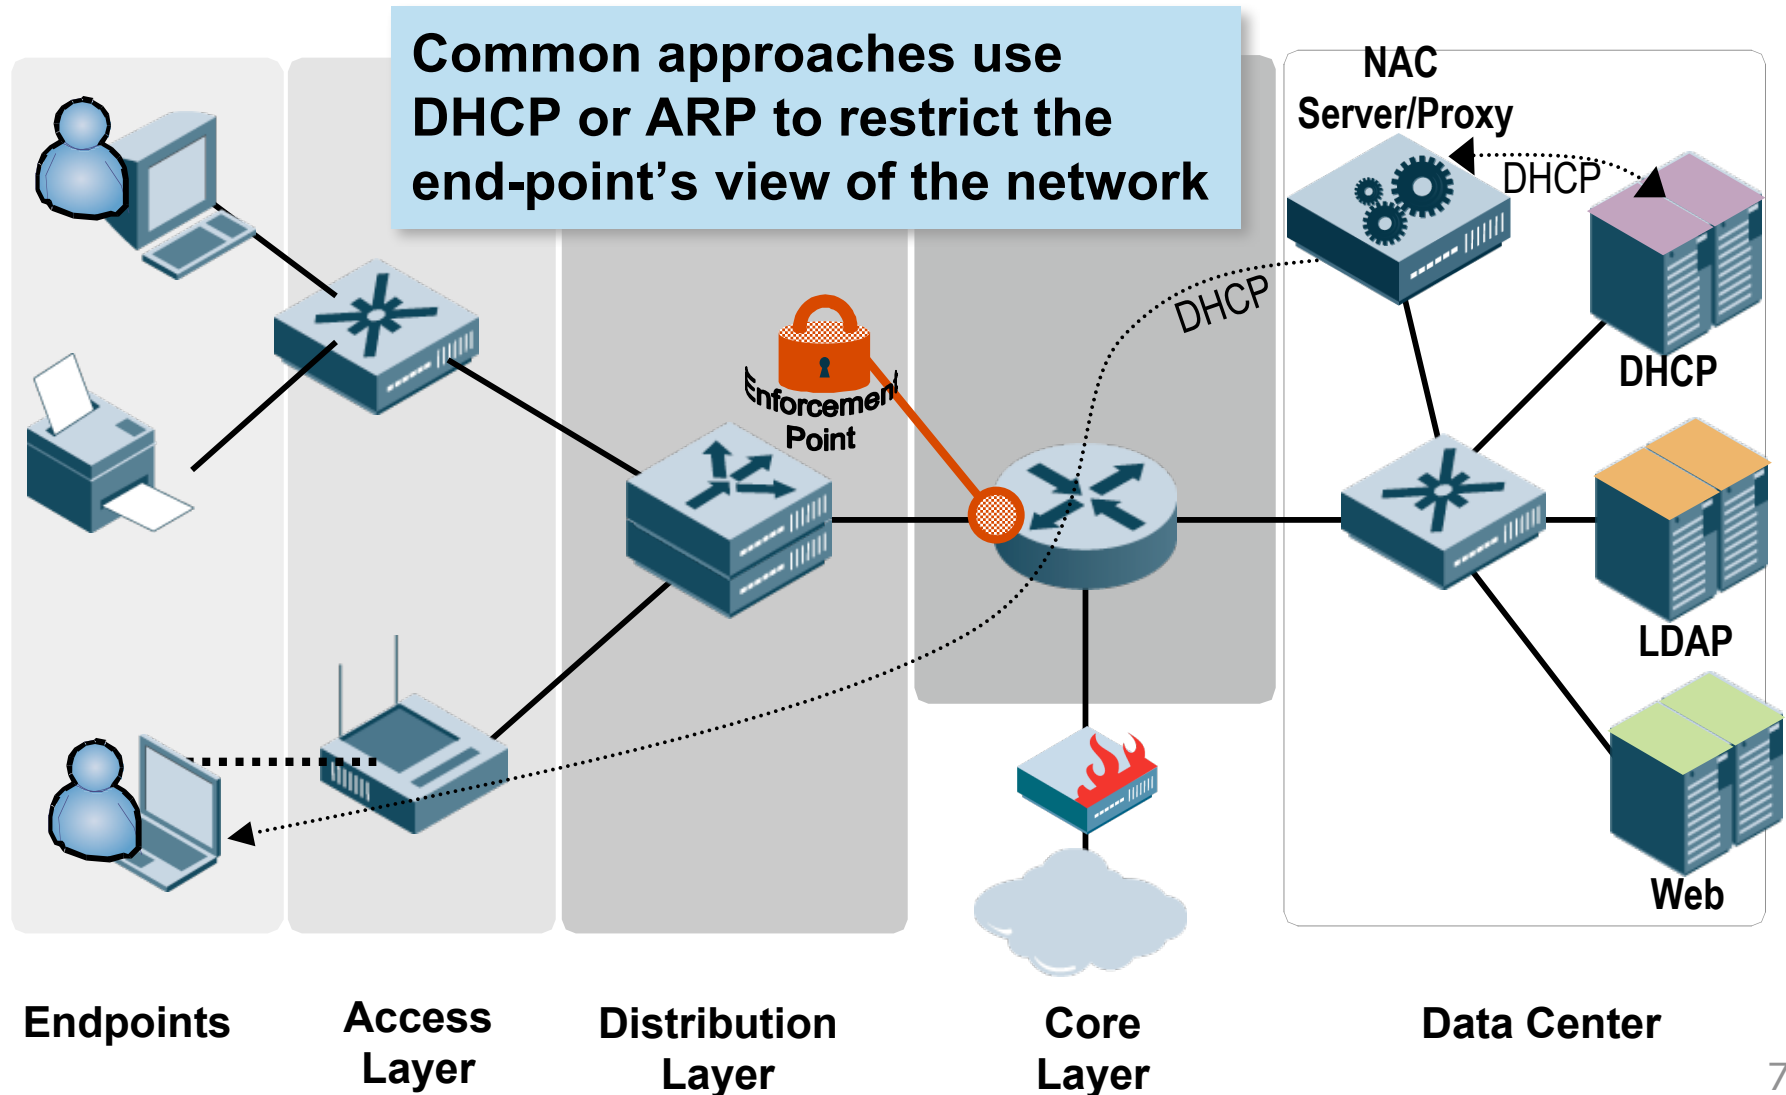 Common approaches use
DHCP or ARP to restrict the
end-point’s view of the network
NAC
Server/Proxy
DHCP
DHCP
DHCP
Enforcement
Point
LDAP
Web
Endpoints
Access
Layer
Distribution
Layer
Core
Layer
Data Center
7